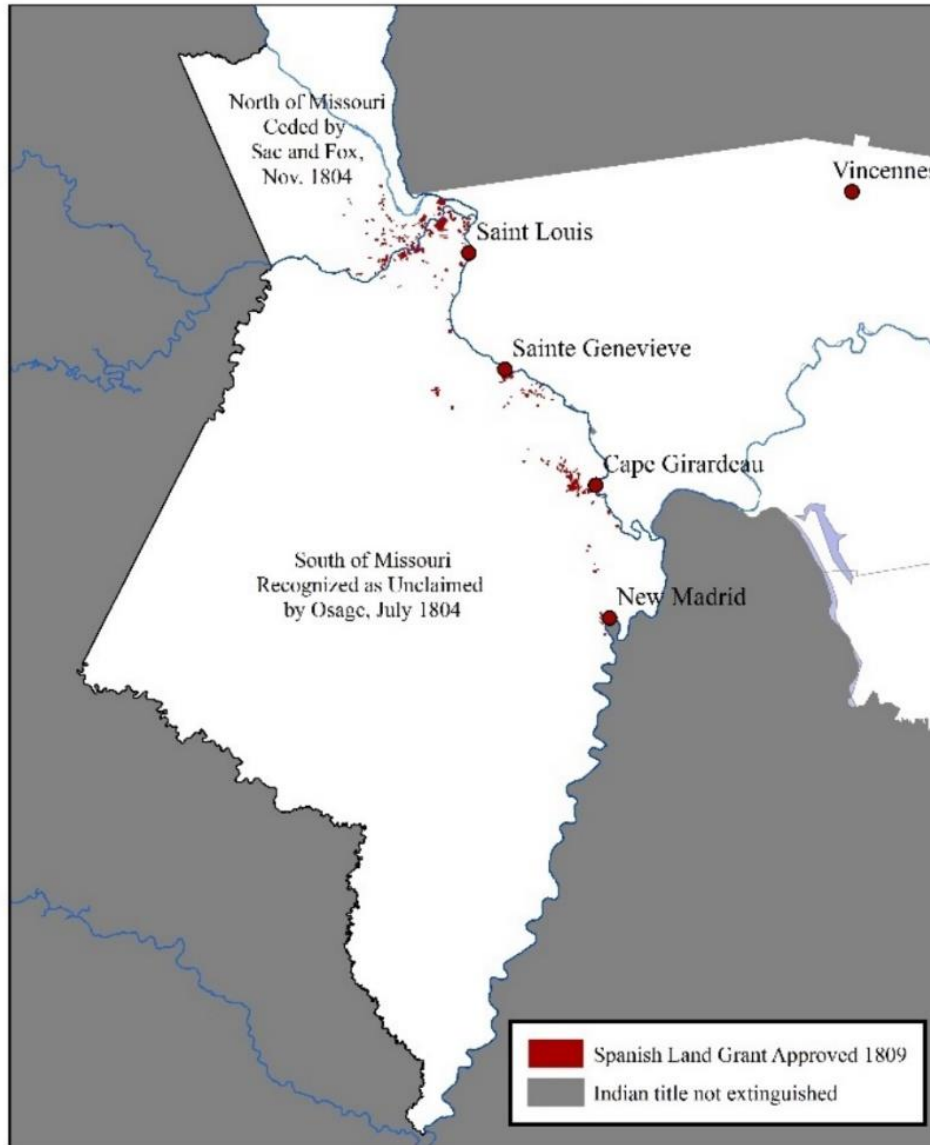 North of Missouri
Ceded by
Sac and Fox,
Nov. 1804
Vincennes
Saint Louis
Sainte Genevieve
Cape Girardeau
South of Missouri
Recognized as Unclaimed
by Osage, July 1804
New Madrid
Spanish Land Grant Approved 1809
Indian title not extinguished